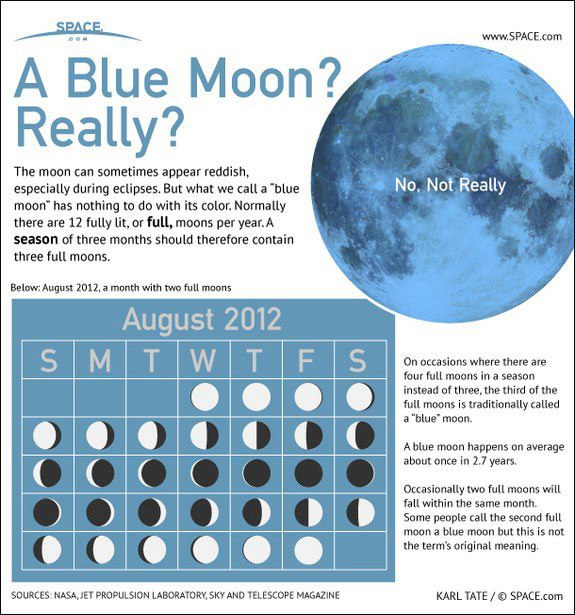 SPACE
.COM
www.SPACE.com
A Blue Moon?
Really?
The moon can sometimes appear reddish,
especially during eclipses. But what we call a "blue
moon" has nothing to do with its color. Normally
there are 12 fully lit, or full, moons per year. A
season of three months should therefore contain
three full moons.
No, Not Really
Below: August 2012, a month with two full moons
August 2012
S M T W T F S
On occasions where there are
four full moons in a season
instead of three, the third of the
full moons is traditionally called
a "blue" moon.
A blue moon happens on average
about once in 2.7 years.
Occasionally two full moons will
fall within the same month.
Some people call the second full
moon a blue moon but this is not
the term's original meaning.
SOURCES: NASA, JET PROPULSION LABORATORY, SKY AND TELESCOPE MAGAZINE
KARL TATE / © SPACE.com